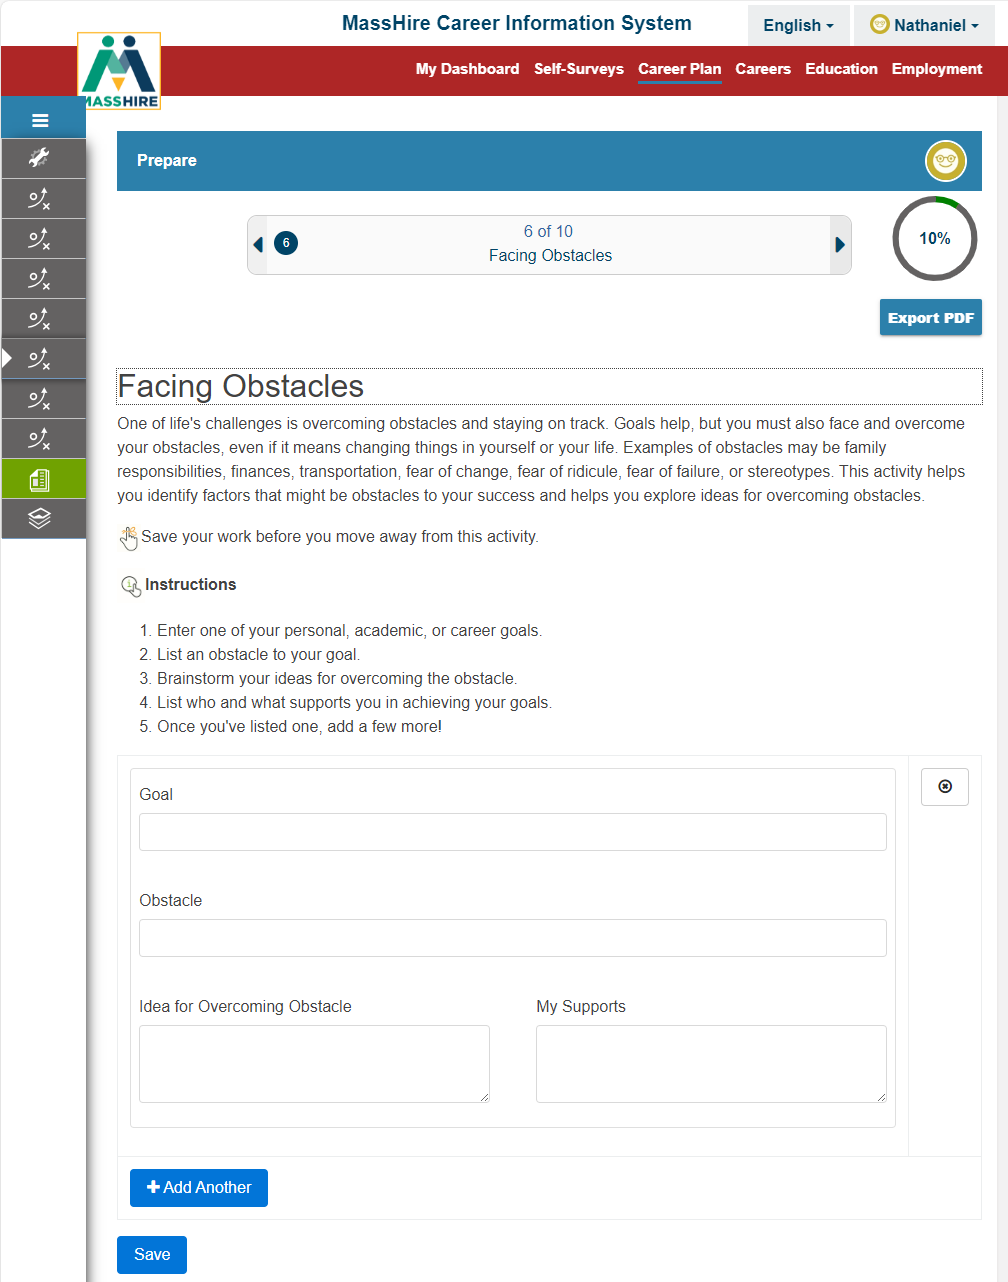 MassHire Career Information System
English
Nathaniel
MASSHIRE
My Dashboard Self-Surveys Career Plan Careers Education Employment
Prepare
6
6 of 10
Facing Obstacles
10%
Export PDF
Facing Obstacles
One of life's challenges is overcoming obstacles and staying on track. Goals help, but you must also face and overcome
your obstacles, even if it means changing things in yourself or your life. Examples of obstacles may be family
responsibilities, finances, transportation, fear of change, fear of ridicule, fear of failure, or stereotypes. This activity helps
you identify factors that might be obstacles to your success and helps you explore ideas for overcoming obstacles.
Save your work before you move away from this activity.
Instructions
1. Enter one of your personal, academic, or career goals.
2. List an obstacle to your goal.
3. Brainstorm your ideas for overcoming the obstacle.
4. List who and what supports you in achieving your goals.
5. Once you've listed one, add a few more!
Goal
Obstacle
Idea for Overcoming Obstacle
My Supports
Add Another
Save